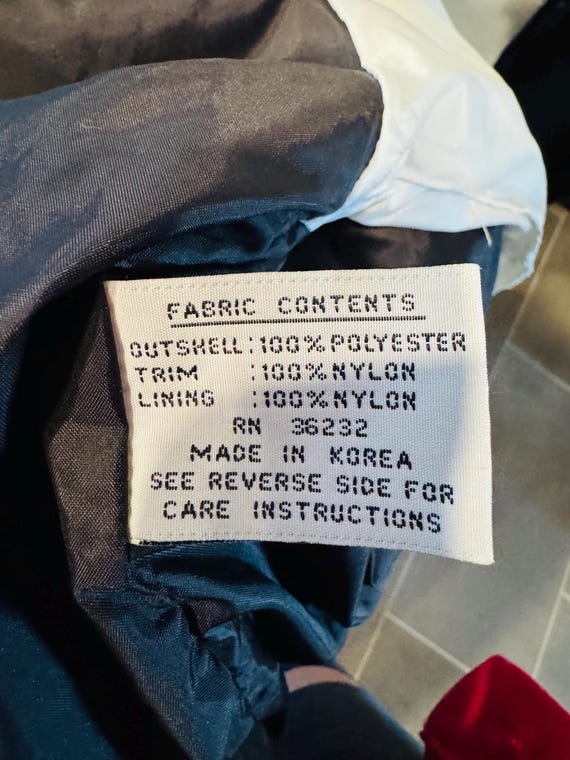 FABRIC CONTENTS
OUTSHELL: 100% POLYESTER
TRIM : 100% NYLON
LINING : 100% NYLON
RN 36232
MADE IN KOREA
SEE REVERSE SIDE FOR
CARE INSTRUCTIONS